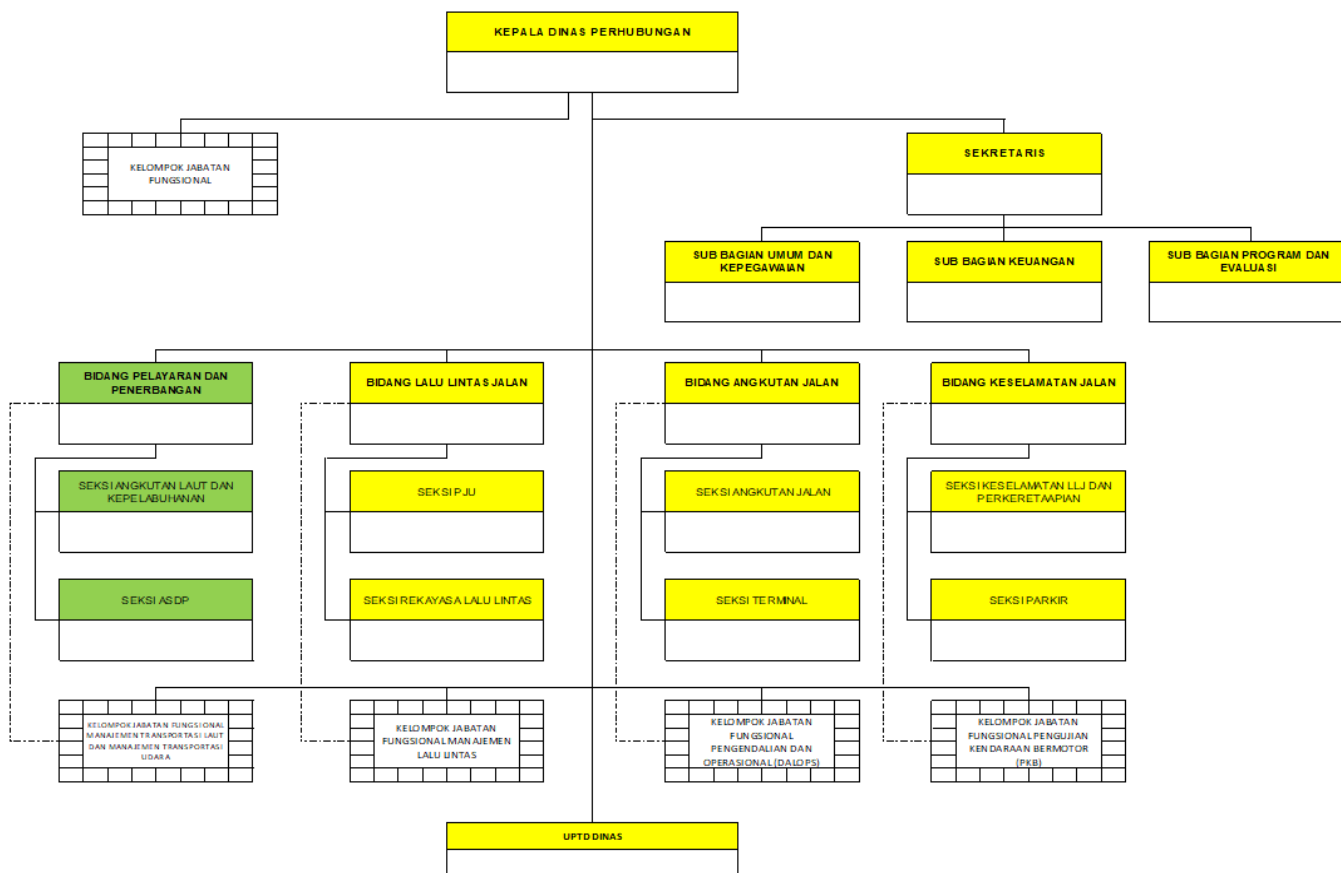 KEPALA DINAS PERHUBUNGAN
KELOMPOK JABATAN
FUNGSIONAL
SEKRETARIS
SUB BAGIAN UMUM DAN
KEPEGAWAIAN
SUB BAGIAN KEUANGAN
SUB BAGIAN PROGRAM DAN
EVALUASI
BIDANG PELAYARAN DAN
PENERBANGAN
BIDANG LALU LINTAS JALAN
BIDANG ANGKUTAN JALAN
BIDANG KESELAMATAN JALAN
SEKSI ANGKUTAN LAUT DAN
KEPELABUHANAN
SEKSI PJU
SEKSI ANGKUTAN JALAN
SEKSI KESELAMATAN LLJ DAN
PERKERETAAPIAN
SEKSI ASDP
SEKSI REKAYASA LALU LINTAS
SEKSI TERMINAL
SEKSI PARKIR
KELOMPOK JABATAN FUNGSIONAL
MANAJEMEN TRANSPORTASI LAUT
DAN MANAJEMEN TRANSPORTASI
UDARA
KELOMPOK JABATAN
FUNGSIONAL MANAJEMEN
LALU LINTAS
KELOMPOK JABATAN
FUNGSIONAL
PENGENDALIAN DAN
OPERASIONAL (DALOPS)
KELOMPOK JABATAN
FUNGSIONAL PENGUJIAN
KENDARAAN BERMOTOR
(PKB)
UPTD DINAS